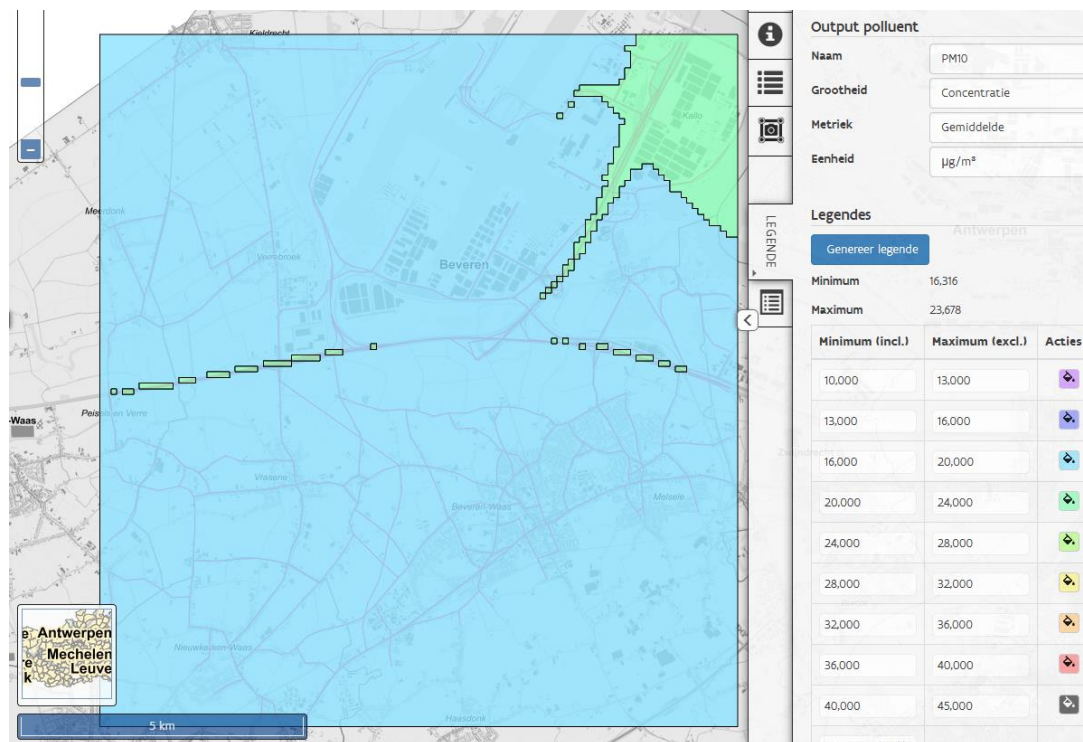 Output polluent
Naam
PM10
Grootheid
Concentratie
Metriek
Gemiddelde
Eenheid
µg/m³
LEGENDE
Legendes
Genereer legende
Minimum
16,316
Maximum
23,678
Minimum (incl.)
Maximum (excl.)
Acties
10,000
13,000
13,000
16,000
16,000
20,000
20,000
24,000
24,000
28,000
28,000
32,000
32,000
36,000
36,000
40,000
40,000
45,000
Kieldrecht
Kallo
Meerdonk
Verrebroek
Beveren
Antwerpen
-Waas
Vrasene
Beveren-Waas
Melsele
Nieuwkerken-Waas
Haasdonk
Antwerpen
Mechelen
Leuve
5 km